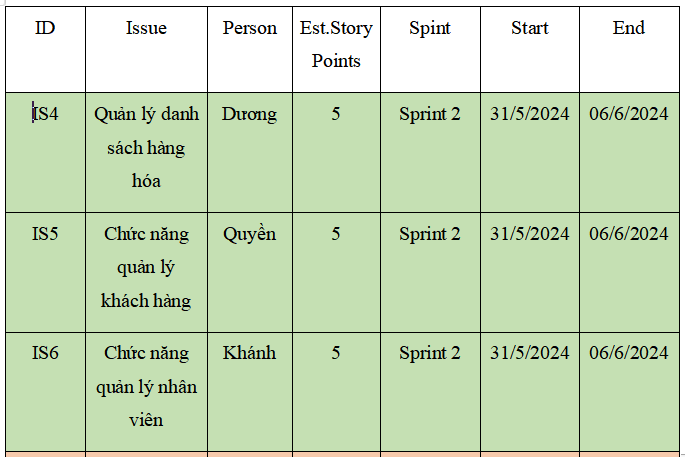 ID Issue Person Est.Story Points Spint Start End
IS4 Quản lý danh sách hàng hóa Dương 5 Sprint 2 31/5/2024 06/6/2024
IS5 Chức năng quản lý khách hàng Quyền 5 Sprint 2 31/5/2024 06/6/2024
IS6 Chức năng quản lý nhân viên Khánh 5 Sprint 2 31/5/2024 06/6/2024